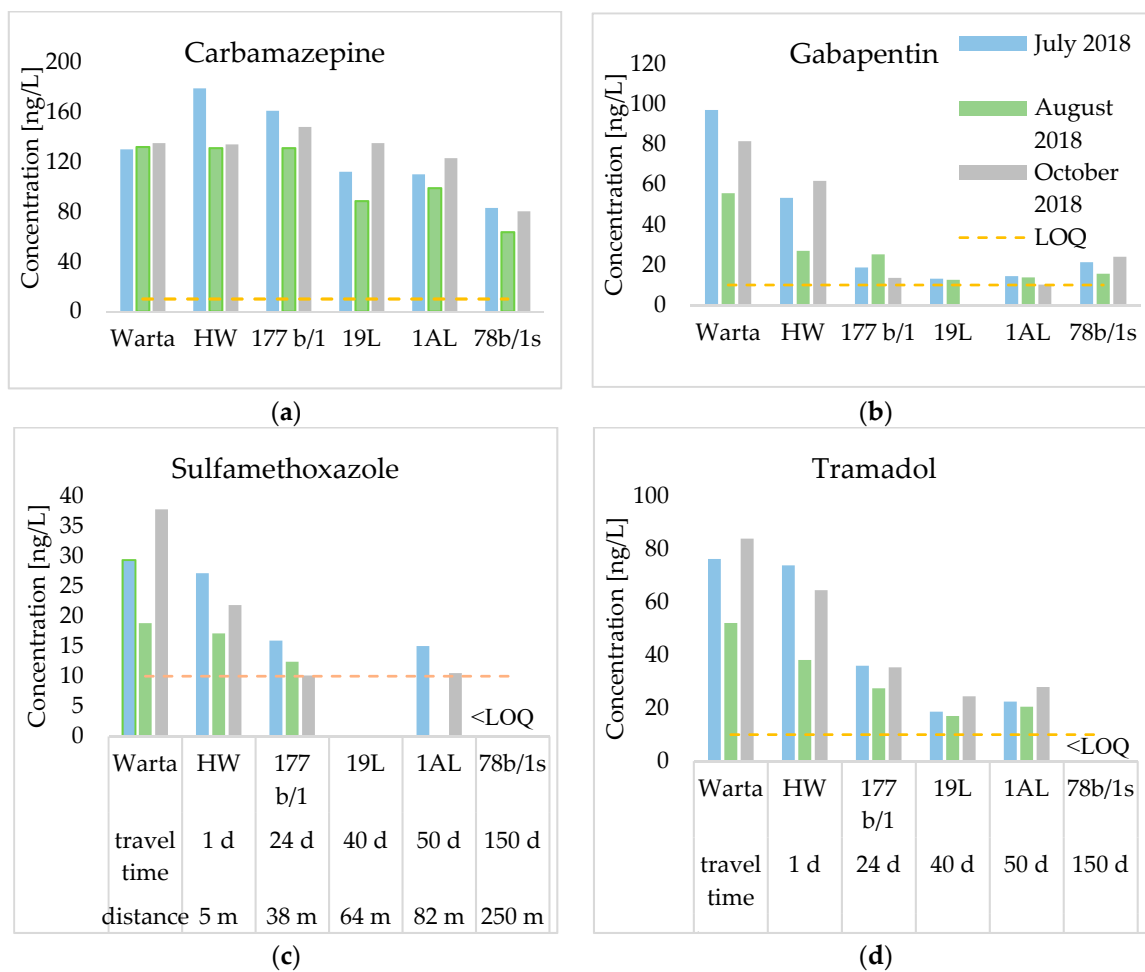 Carbamazepine
Concentration [ng/L]
200
160
120
80
40
0
Warta HW 177 b/1 19L 1AL 78b/1s
(a)
Gabapentin
Concentration [ng/L]
120
100
80
60
40
20
0
Warta HW 177 b/1 19L 1AL 78b/1s
July 2018
August
2018
October
2018
LOQ
(b)
Sulfamethoxazole
Concentration [ng/L]
40
35
30
25
20
15
10
5
0
<LOQ
Warta HW 177 19L 1AL 78b/1s
b/1
travel 1 d 24 d 40 d 50 d 150 d
time
distance 5 m 38 m 64 m 82 m 250 m
(c)
Tramadol
Concentration [ng/L]
100
80
60
40
20
0
<LOQ
Warta HW 177 19L 1AL 78b/1s
b/1
travel 1 d 24 d 40 d 50 d 150 d
time
(d)